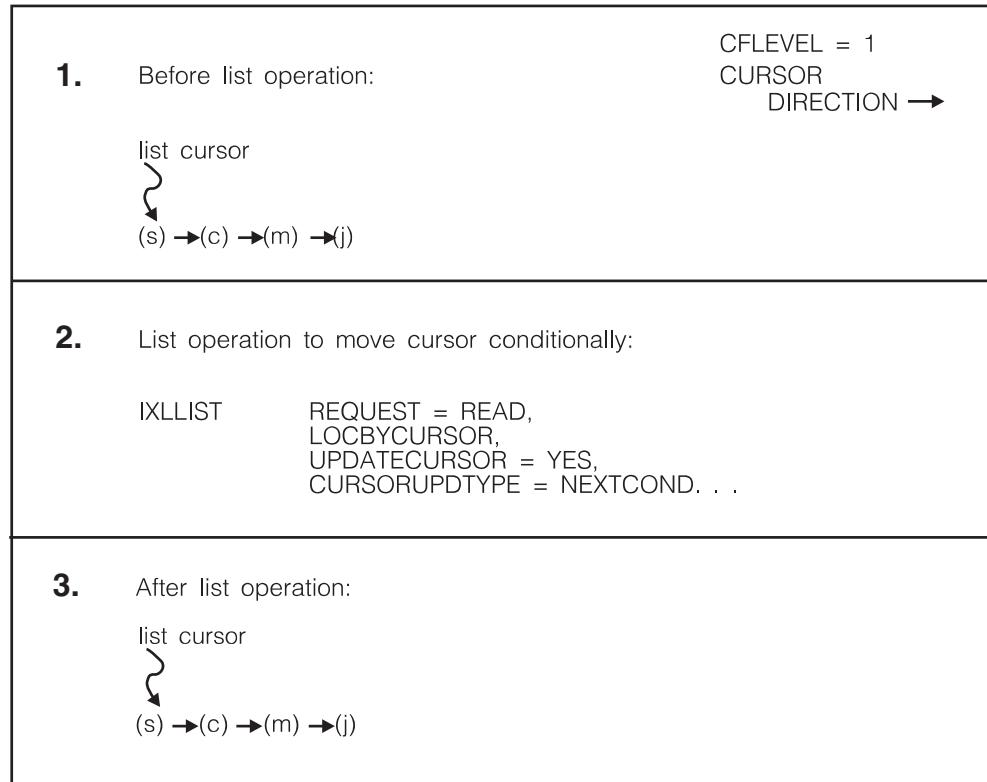 CFLEVEL = 1
1. Before list operation: CURSOR
DIRECTION →
list cursor
(s) →(c) →(m) →(j)
2. List operation to move cursor conditionally:
IXLLIST REQUEST = READ,
LOCBYCURSOR,
UPDATECURSOR = YES,
CURSORUPDTYPE = NEXTCOND. . .
3. After list operation:
list cursor
(s) →(c) →(m) →(j)